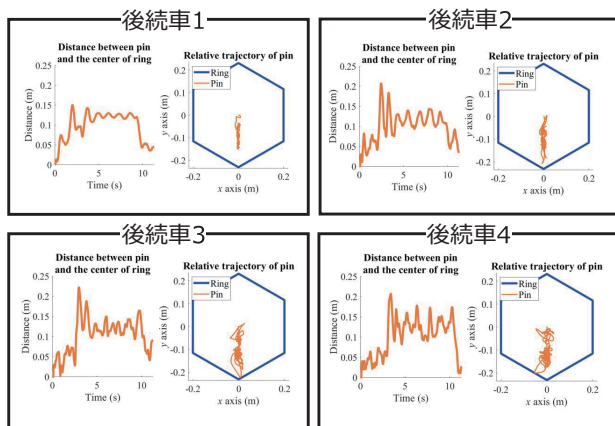 後続車1
Distance between pin
and the center of ring
0.25
0.2
0.15
0.1
0.05
0
Distance (m)
0
5
10
Time (s)
Relative trajectory of pin
0.2
0.1
0
-0.1
-0.2
y axis (m)
Ring
Pin
-0.2
0
0.2
x axis (m)
後続車2
Distance between pin
and the center of ring
0.25
0.2
0.15
0.1
0.05
0
Distance (m)
0
5
10
Time (s)
Relative trajectory of pin
0.2
0.1
0
-0.1
-0.2
y axis (m)
Ring
Pin
-0.2
0
0.2
x axis (m)
後続車3
Distance between pin
and the center of ring
0.25
0.2
0.15
0.1
0.05
0
Distance (m)
0
5
10
Time (s)
Relative trajectory of pin
0.2
0.1
0
-0.1
-0.2
y axis (m)
Ring
Pin
-0.2
0
0.2
x axis (m)
後続車4
Distance between pin
and the center of ring
0.25
0.2
0.15
0.1
0.05
0
Distance (m)
0
5
10
Time (s)
Relative trajectory of pin
0.2
0.1
0
-0.1
-0.2
y axis (m)
Ring
Pin
-0.2
0
0.2
x axis (m)